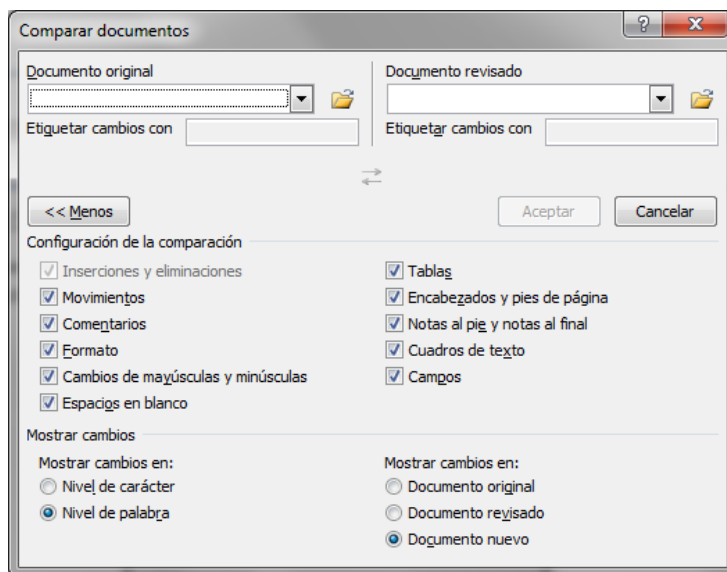 Comparar documentos
Documento original
Documento revisado
Etiquetar cambios con
Etiquetar cambios con
<< Menos
Aceptar
Cancelar
Configuración de la comparación
Inserciones y eliminaciones
Movimientos
Comentarios
Formato
Cambios de mayúsculas y minúsculas
Espacios en blanco
Tablas
Encabezados y pies de página
Notas al pie y notas al final
Cuadros de texto
Campos
Mostrar cambios
Mostrar cambios en:
Nivel de carácter
Nivel de palabra
Mostrar cambios en:
Documento original
Documento revisado
Documento nuevo